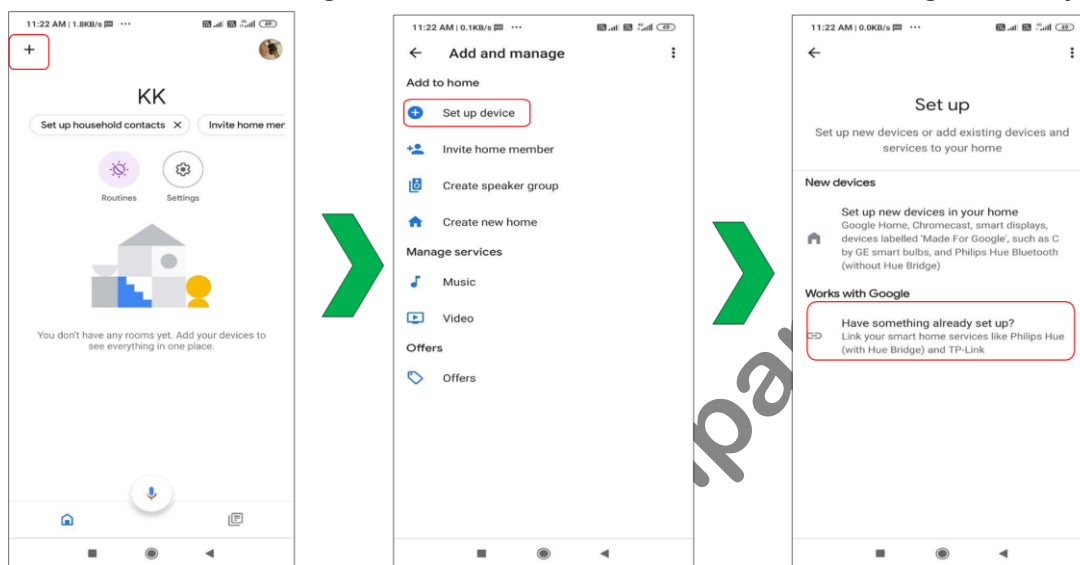 11:22 AM | 1.8KB/s ... 49
+
KK
Set up household contacts X Invite home mer
Routines Settings
You don't have any rooms yet. Add your devices to
see everything in one place.
11:22 AM | 0.1KB/s ... 49
Add and manage
Add to home
Set up device
Invite home member
Create speaker group
Create new home
Manage services
Music
Video
Offers
Offers
11:22 AM | 0.0KB/s ... 49
Set up
Set up new devices or add existing devices and
services to your home
New devices
Set up new devices in your home
Google Home, Chromecast, smart displays,
devices labelled 'Made For Google', such as C
by GE smart bulbs, and Philips Hue Bluetooth
(without Hue Bridge)
Works with Google
Have something already set up?
Link your smart home services like Philips Hue
(with Hue Bridge) and TP-Link